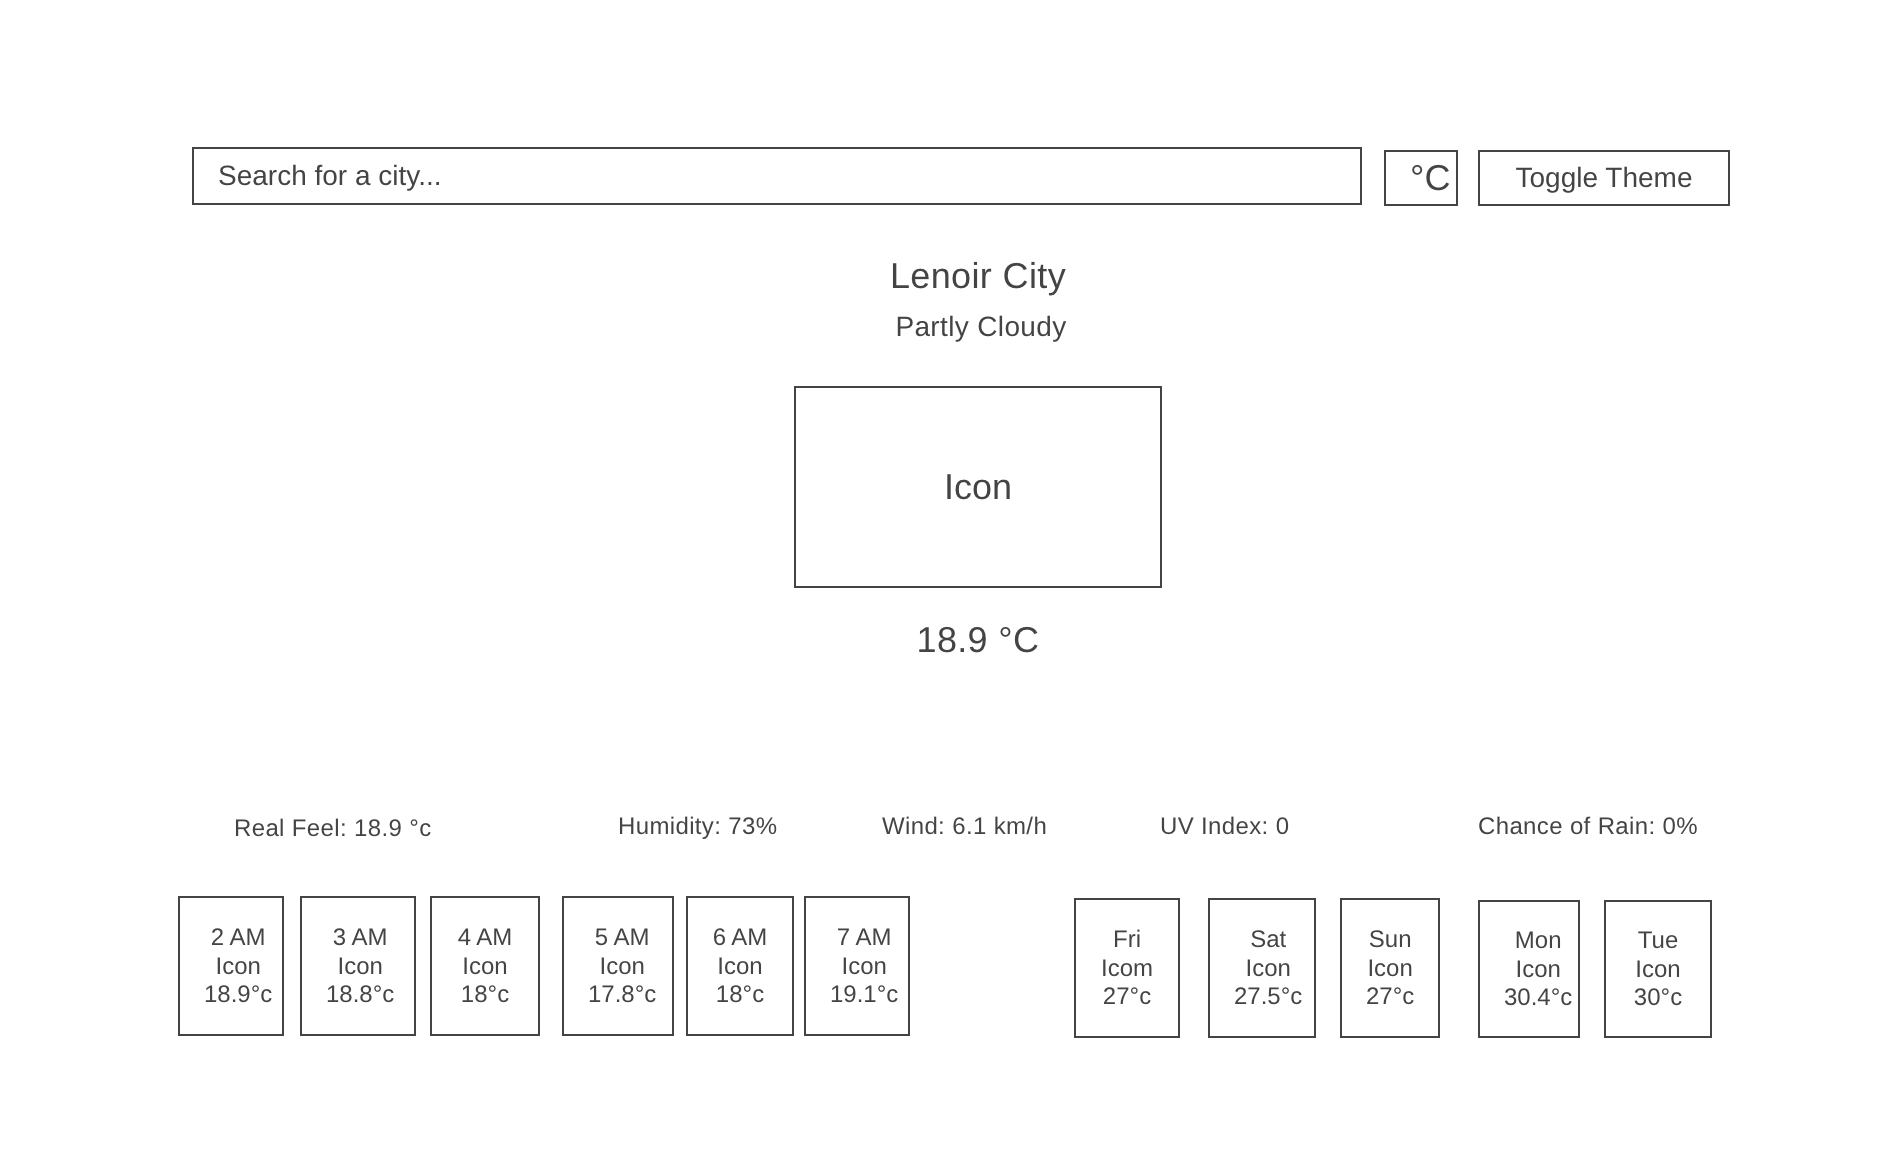 Search for a city...
°C
Toggle Theme
Lenoir City
Partly Cloudy
Icon
18.9 °C
Real Feel: 18.9 °c
Humidity: 73%
Wind: 6.1 km/h
UV Index: 0
Chance of Rain: 0%
2 AM
Icon
18.9°c
3 AM
Icon
18.8°c
4 AM
Icon
18°c
5 AM
Icon
17.8°c
6 AM
Icon
18°c
7 AM
Icon
19.1°c
Fri
Icom
27°c
Sat
Icon
27.5°c
Sun
Icon
27°c
Mon
Icon
30.4°c
Tue
Icon
30°c